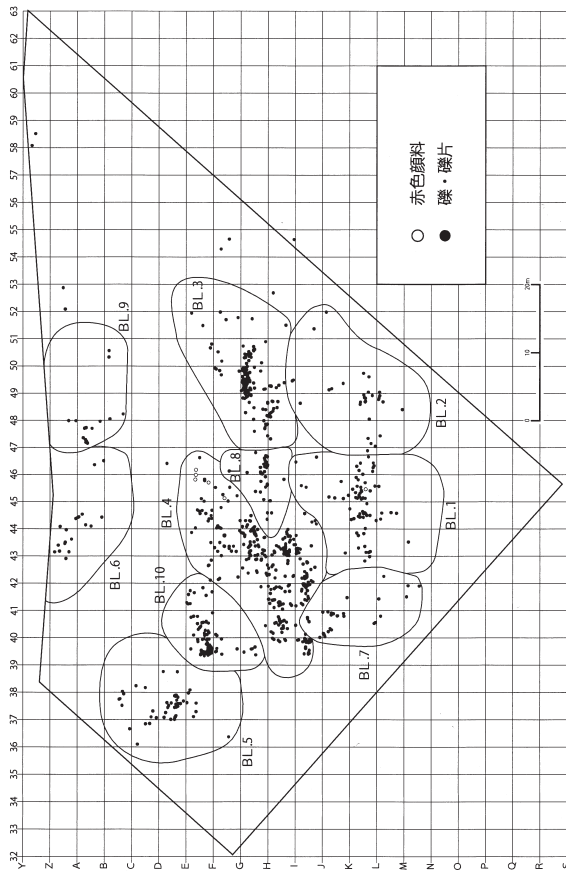 63
62
61
60
59
58
57
56
55
54
53
52
51
50
49
48
47
46
45
44
43
42
41
40
39
38
37
36
35
34
33
32
Y
Z
A
B
C
D
E
F
G
H
I
J
K
L
M
N
O
P
Q
R
S
BL.9
BL.3
BL.2
BL.8
BL.4
BL.6
BL.10
BL.1
BL.7
BL.5
○ 赤色顔料
● 礫・礫片
0
10
20m